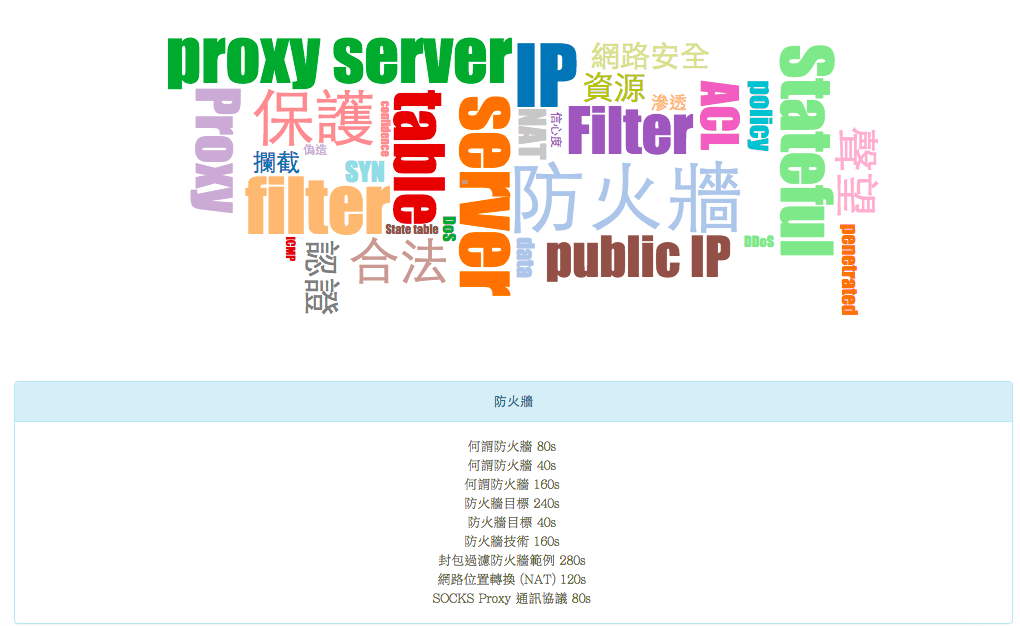 proxy server
IP
網路安全
Stateful
資源
ACL
policy
滲透
Proxy
保護
confidence
table
server
NAT
信心度
Filter
聲望
偽造
攔截
SYN
filter
防火牆
State table
DoS
data
public IP
DDoS
penetrated
ICMP
認證
合法
防火牆
何謂防火牆 80s
何謂防火牆 40s
何謂防火牆 160s
防火牆目標 240s
防火牆目標 40s
防火牆技術 160s
封包過濾防火牆範例 280s
網路位置轉換 (NAT) 120s
SOCKS Proxy 通訊協議 80s